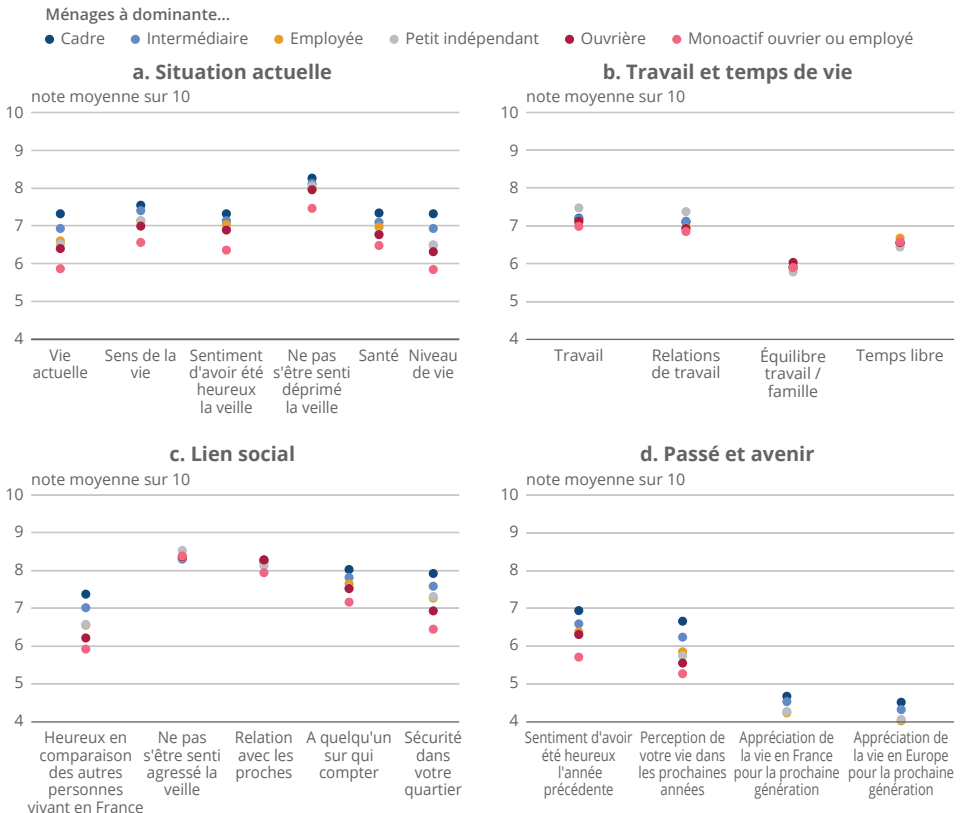 Ménages à dominante...
Cadre Intermédiaire Employée Petit indépendant Ouvrière Monoactif ouvrier ou employé
a. Situation actuelle
note moyenne sur 10
10
9
8
7
6
5
4
Vie
actuelle
Sens de la
vie
Sentiment
d'avoir été
heureux
la veille
Ne pas
s'être senti
déprimé
la veille
Santé
Niveau
de vie
b. Travail et temps de vie
note moyenne sur 10
10
9
8
7
6
5
4
Travail
Relations
de travail
Équilibre
travail /
famille
Temps libre
c. Lien social
note moyenne sur 10
10
9
8
7
6
5
4
Heureux en
comparaison
des autres
personnes
vivant en France
Ne pas
s'être senti
agressé la
veille
Relation
avec les
proches
A quelqu'un
sur qui
compter
Sécurité
dans
votre
quartier
d. Passé et avenir
note moyenne sur 10
10
9
8
7
6
5
4
Sentiment d'avoir
été heureux
l'année
précédente
Perception de
votre vie dans
les prochaines
années
Appréciation de
la vie en France
pour la prochaine
génération
Appréciation de
la vie en Europe
pour la prochaine
génération